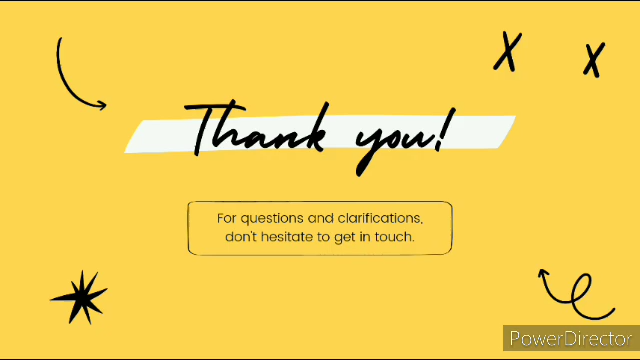 Thank you!
For questions and clarifications,
don't hesitate to get in touch.
PowerDirector